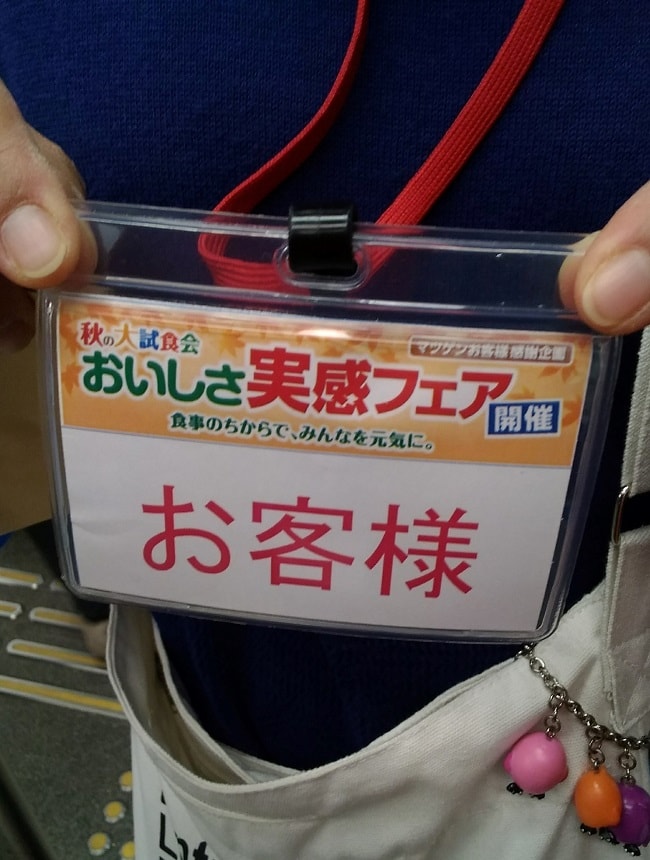 秋の大試食会
マツゲンお客様感謝企画
おいしさ実感フェア
開催
食事のちからで、みんなを元気に。
お客様